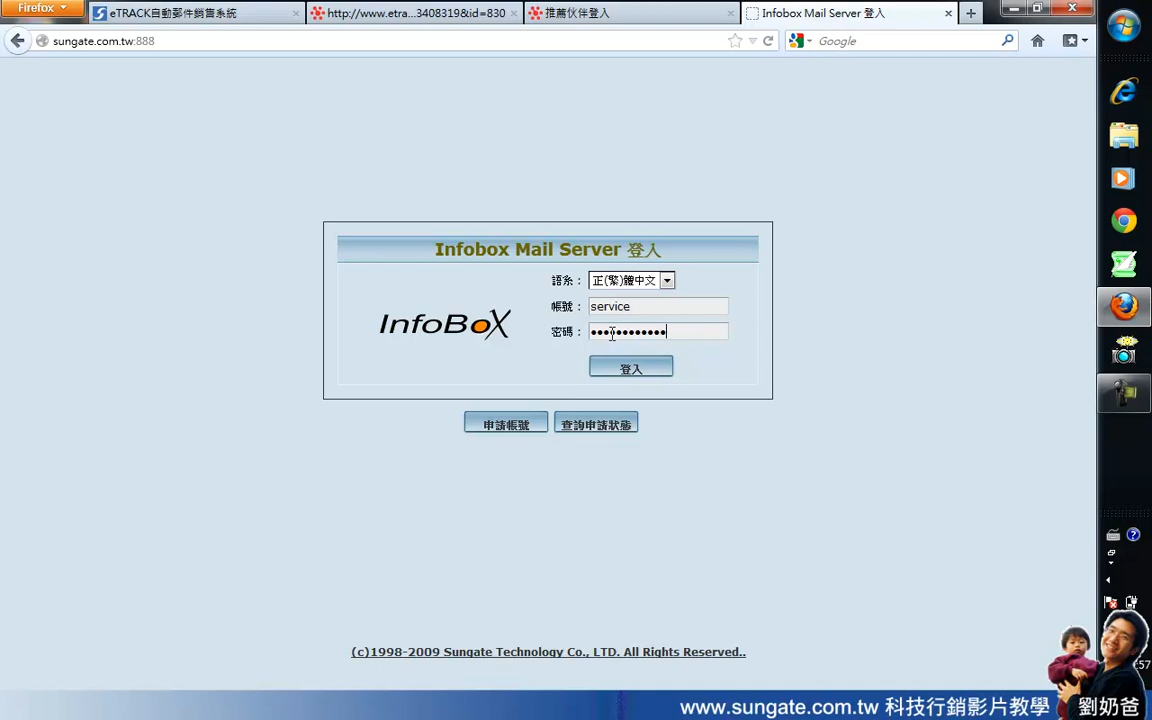 Firefox
eTRACK自動郵件銷售系統
http://www.etra...3408319&id=830
推薦伙伴登入
Infobox Mail Server 登入
sungate.com.tw:888
Google
Infobox Mail Server 登入
語系：
正(繁)體中文
InfoBoX
帳號：
service
密碼：
登入
申請帳號
查詢申請狀態
(c)1998-2009 Sungate Technology Co., LTD. All Rights Reserved..
:57
www.sungate.com.tw 科技行銷影片教學
劉奶爸